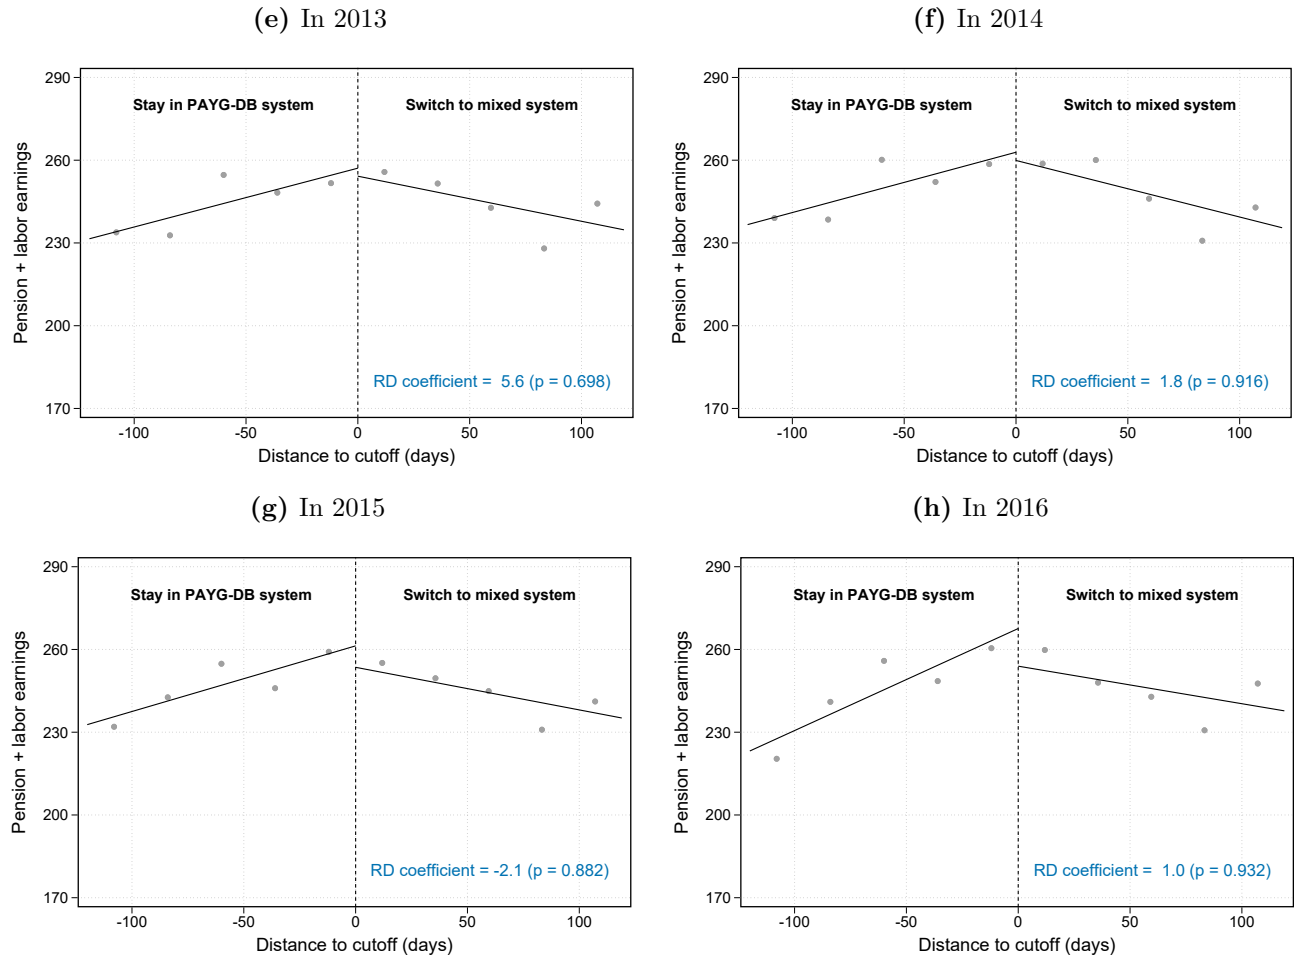 (e) In 2013
290
260
230
200
170
Pension + labor earnings
Stay in PAYG-DB system
Switch to mixed system
RD coefficient =  5.6 (p = 0.698)
-100
-50
0
50
100
Distance to cutoff (days)
(f) In 2014
290
260
230
200
170
Pension + labor earnings
Stay in PAYG-DB system
Switch to mixed system
RD coefficient =  1.8 (p = 0.916)
-100
-50
0
50
100
Distance to cutoff (days)
(g) In 2015
290
260
230
200
170
Pension + labor earnings
Stay in PAYG-DB system
Switch to mixed system
RD coefficient = -2.1 (p = 0.882)
-100
-50
0
50
100
Distance to cutoff (days)
(h) In 2016
290
260
230
200
170
Pension + labor earnings
Stay in PAYG-DB system
Switch to mixed system
RD coefficient =  1.0 (p = 0.932)
-100
-50
0
50
100
Distance to cutoff (days)